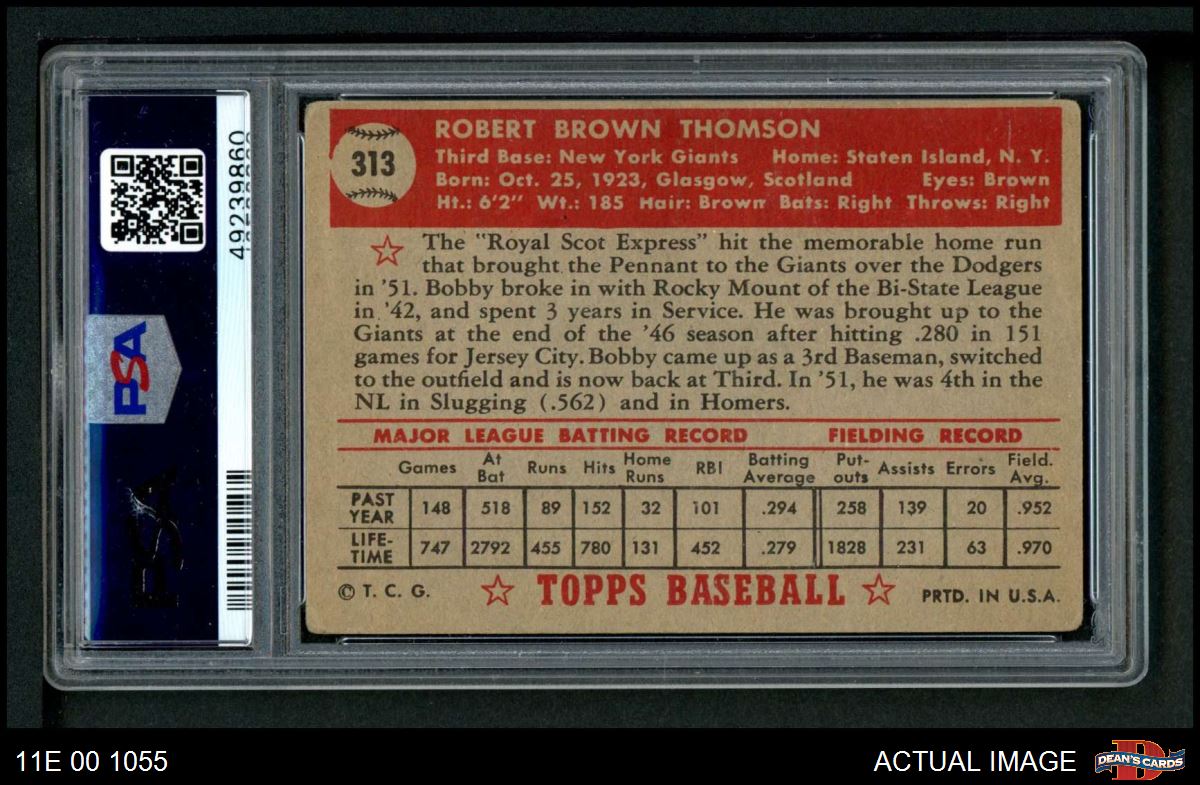 49239860
PSA
PSA
313
ROBERT BROWN THOMSON
Third Base: New York Giants Home: Staten Island, N. Y.
Born: Oct. 25, 1923, Glasgow, Scotland Eyes: Brown
Ht.: 6'2" Wt.: 185 Hair: Brown Bats: Right Throws: Right
The "Royal Scot Express" hit the memorable home run
that brought the Pennant to the Giants over the Dodgers
in '51. Bobby broke in with Rocky Mount of the Bi-State League
in '42, and spent 3 years in Service. He was brought up to the
Giants at the end of the '46 season after hitting .280 in 151
games for Jersey City. Bobby came up as a 3rd Baseman, switched
to the outfield and is now back at Third. In '51, he was 4th in the
NL in Slugging (.562) and in Homers.
MAJOR LEAGUE BATTING RECORD FIELDING RECORD
Games At Bat Runs Hits Home Runs RBI Batting Average Put-outs Assists Errors Field. Avg.
PAST YEAR 148 518 89 152 32 101 .294 258 139 20 .952
LIFE-TIME 747 2792 455 780 131 452 .279 1828 231 63 .970
© T. C. G. TOPPS BASEBALL PRTD. IN U.S.A.
11E 00 1055 ACTUAL IMAGE DEAN'S CARDS